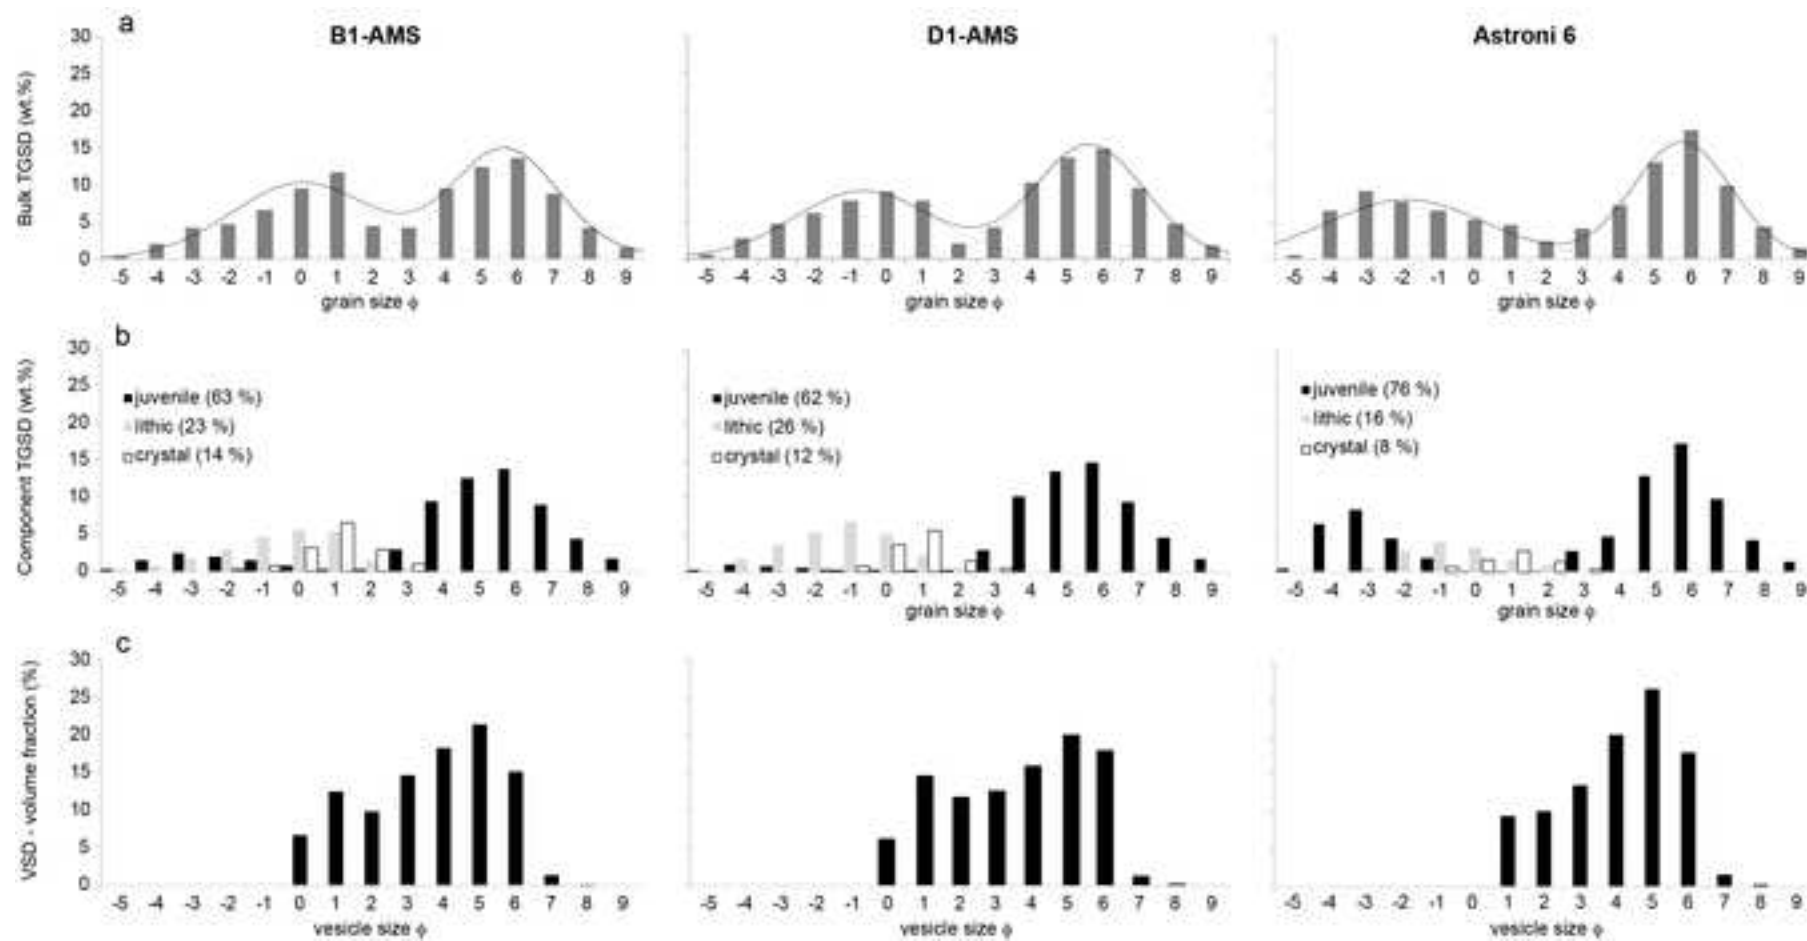 a
B1-AMS
D1-AMS
Astroni 6
Bulk TGSD (wt.%)
30
25
20
15
10
5
0
-5 -4 -3 -2 -1 0 1 2 3 4 5 6 7 8 9
grain size φ
-5 -4 -3 -2 -1 0 1 2 3 4 5 6 7 8 9
grain size φ
-5 -4 -3 -2 -1 0 1 2 3 4 5 6 7 8 9
grain size φ
b
Component TGSD (wt.%)
30
25
20
15
10
5
0
juvenile (63 %)
lithic (23 %)
crystal (14 %)
juvenile (62 %)
lithic (26 %)
crystal (12 %)
juvenile (76 %)
lithic (16 %)
crystal (8 %)
-5 -4 -3 -2 -1 0 1 2 3 4 5 6 7 8 9
grain size φ
-5 -4 -3 -2 -1 0 1 2 3 4 5 6 7 8 9
grain size φ
-5 -4 -3 -2 -1 0 1 2 3 4 5 6 7 8 9
grain size φ
c
VSD - volume fraction (%)
30
25
20
15
10
5
0
-5 -4 -3 -2 -1 0 1 2 3 4 5 6 7 8 9
vesicle size φ
-5 -4 -3 -2 -1 0 1 2 3 4 5 6 7 8 9
vesicle size φ
-5 -4 -3 -2 -1 0 1 2 3 4 5 6 7 8 9
vesicle size φ